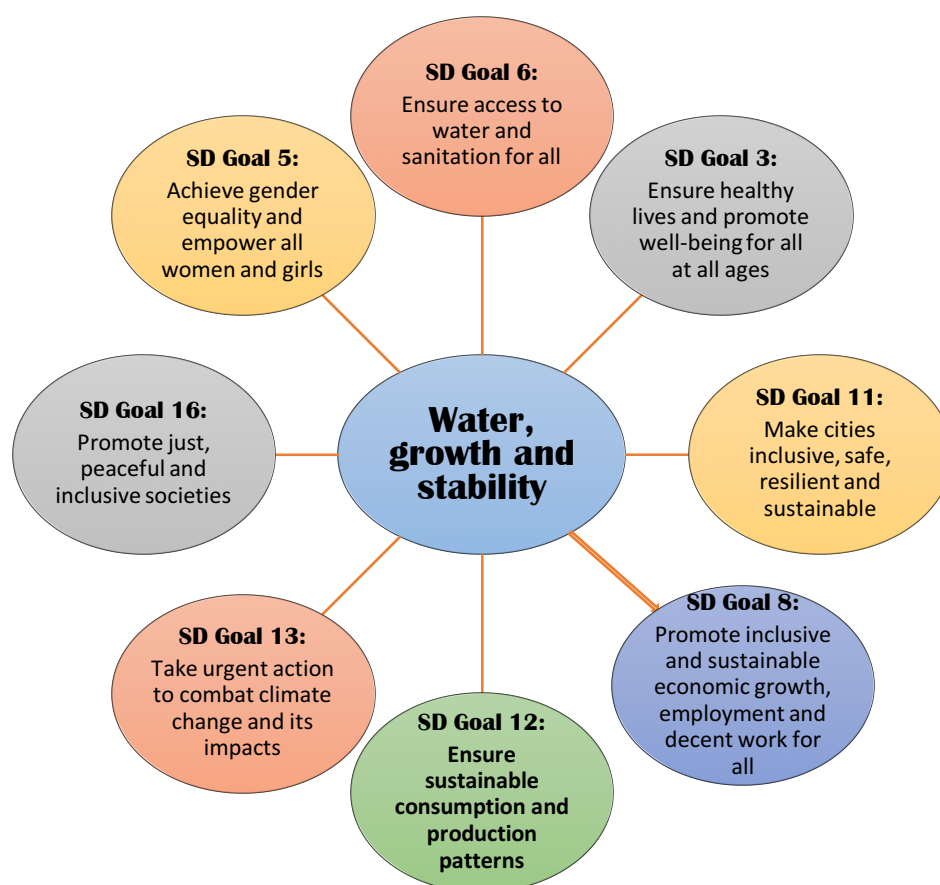 SD Goal 6:
Ensure access to
water and
sanitation for all
SD Goal 3:
Ensure healthy
lives and promote
well-being for all
at all ages
SD Goal 11:
Make cities
inclusive, safe,
resilient and
sustainable
SD Goal 8:
Promote inclusive
and sustainable
economic growth,
employment and
decent work for
all
SD Goal 12:
Ensure
sustainable
consumption and
production
patterns
SD Goal 13:
Take urgent action
to combat climate
change and its
impacts
SD Goal 16:
Promote just,
peaceful and
inclusive societies
SD Goal 5:
Achieve gender
equality and
empower all
women and girls
Water,
growth and
stability